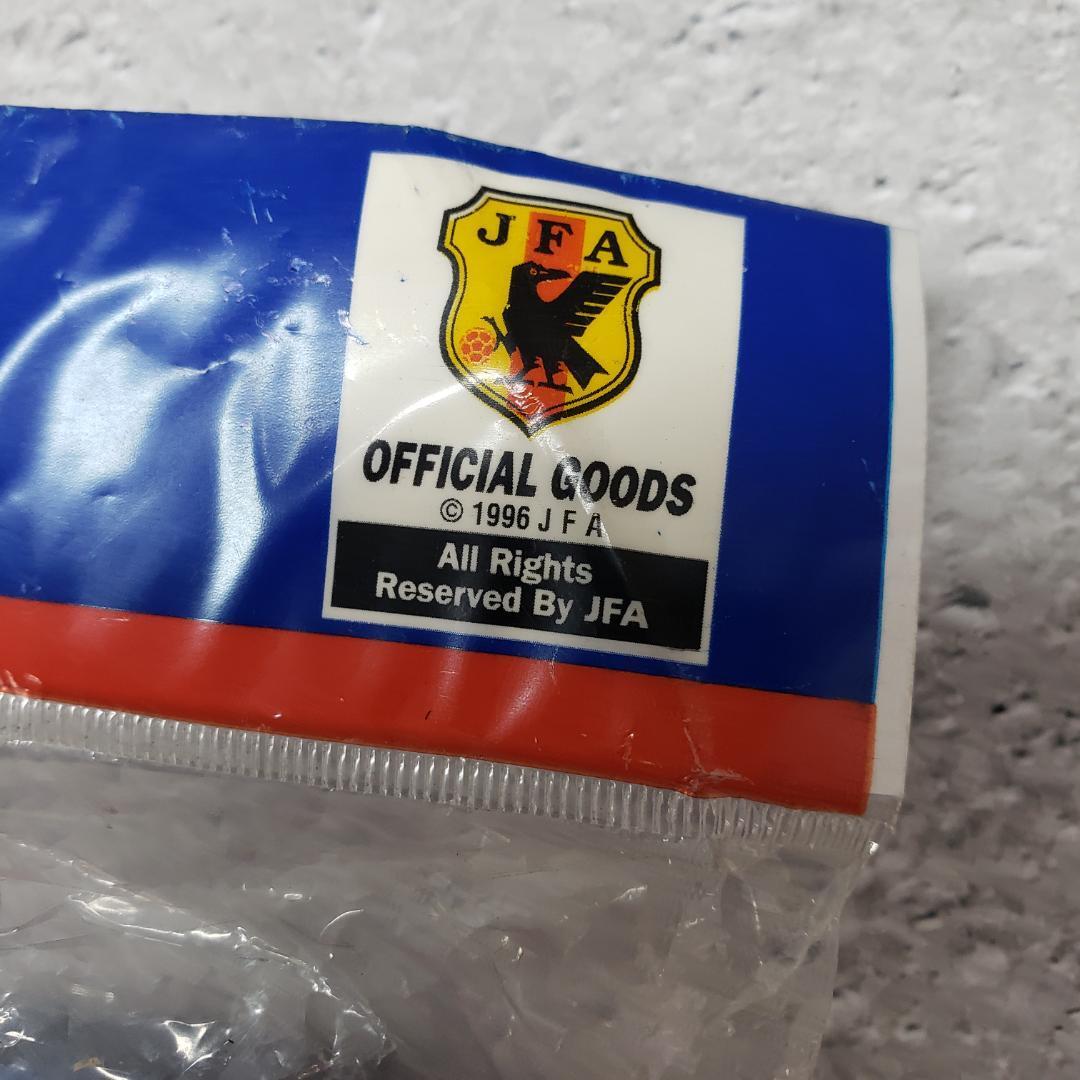 JFA
OFFICIAL GOODS
© 1996 J F A
All Rights
Reserved By JFA